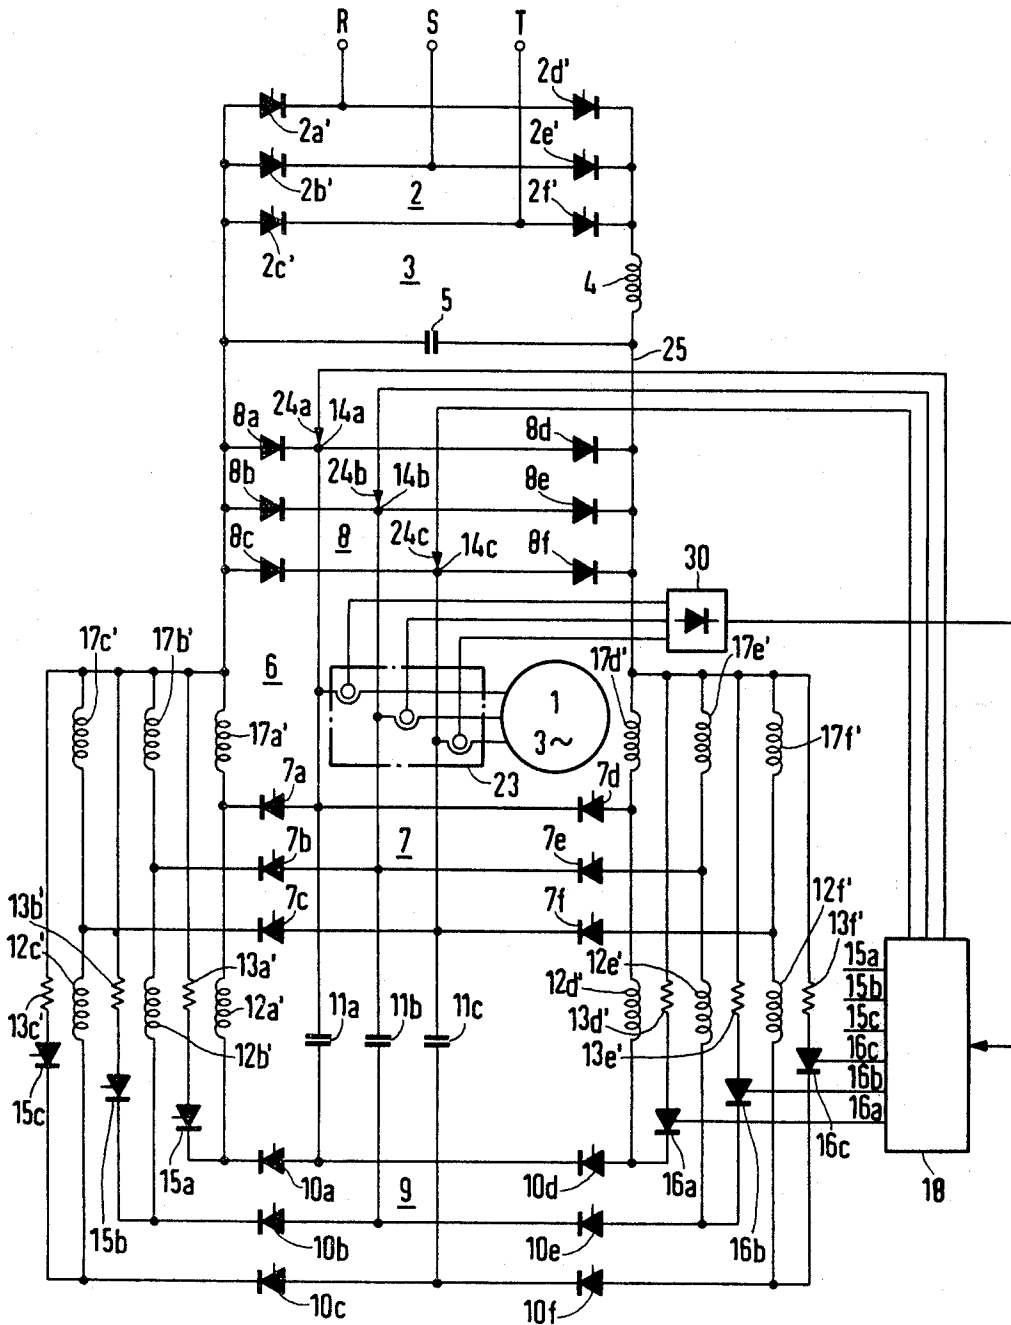 R S T
2d'
2a'
2e'
2b' 2 2f'
2c' 3 4
5
25
24a 14a
8a 8d
24b 14b
8b 8e
8 24c 14c
8c 8f
30
17c' 17b' 17e'
6 17d'
1
17a' 3~ 17f'
23
7a 7d
7b 7 7e
13b' 7c 7f 12f'
12c' 13f'
13a' 12e' 15a
12d' 15b
13c' 12a' 11a 11b 11c 13d' 15c
12b' 13e' 16c
16b
15c 16a
16c
15a 10a 9 10d 16a 18
15b 10b 10e 16b
10c 10f